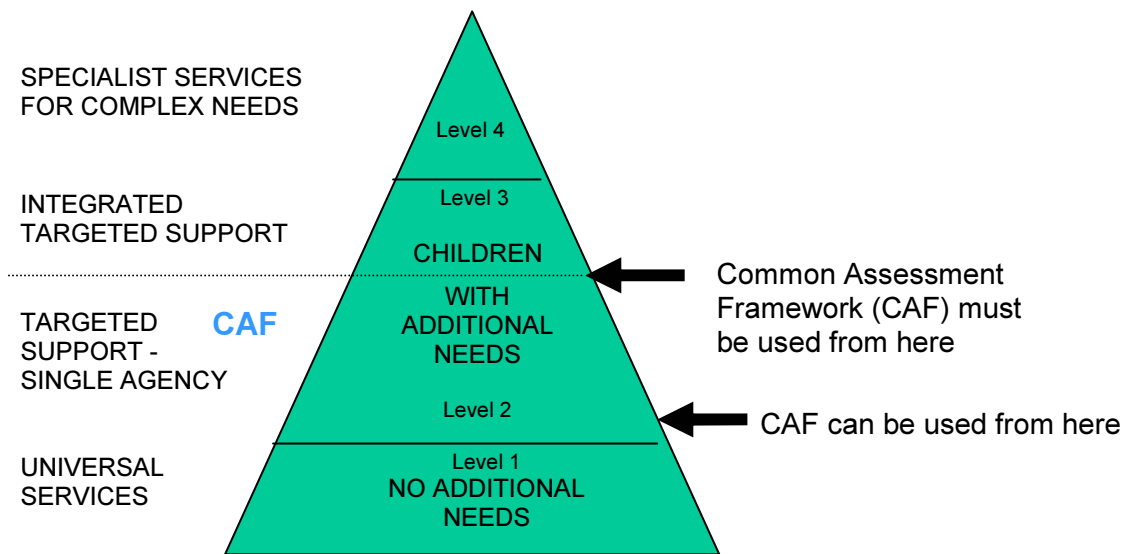 SPECIALIST SERVICES
FOR COMPLEX NEEDS
Level 4
INTEGRATED
TARGETED SUPPORT
Level 3
CHILDREN
WITH
ADDITIONAL
NEEDS
Common Assessment
Framework (CAF) must
be used from here
TARGETED
SUPPORT -
SINGLE AGENCY
CAF
Level 2
CAF can be used from here
UNIVERSAL
SERVICES
Level 1
NO ADDITIONAL
NEEDS